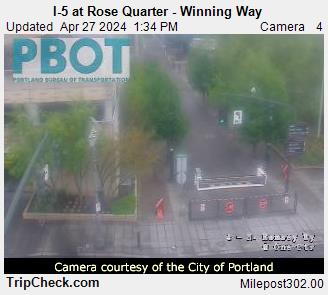 I-5 at Rose Quarter - Winning Way
Updated Apr 27 2024 1:34 PM Camera 4
PBOT
PORTLAND BUREAU OF TRANSPORTATION
Camera courtesy of the City of Portland
TripCheck.com Milepost302.00